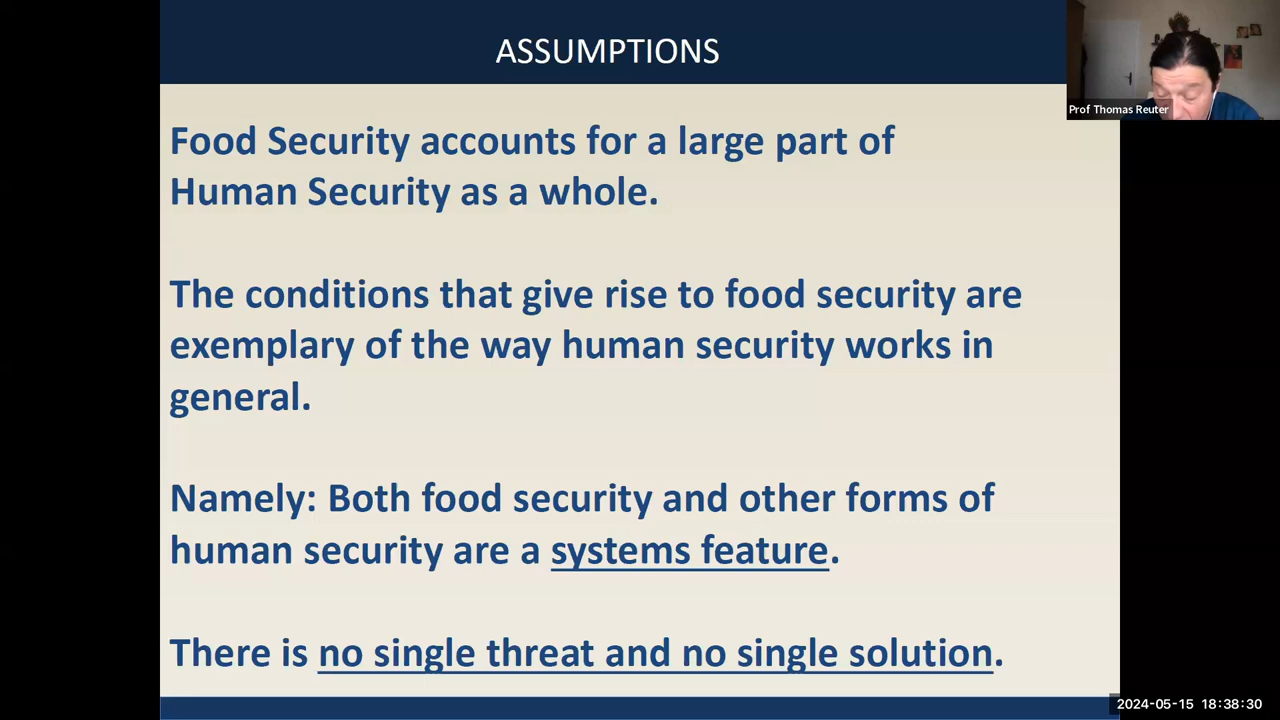 ASSUMPTIONS
Prof Thomas Reuter
Food Security accounts for a large part of
Human Security as a whole.
The conditions that give rise to food security are
exemplary of the way human security works in
general.
Namely: Both food security and other forms of
human security are a systems feature.
There is no single threat and no single solution.
2024-05-15 18:38:30